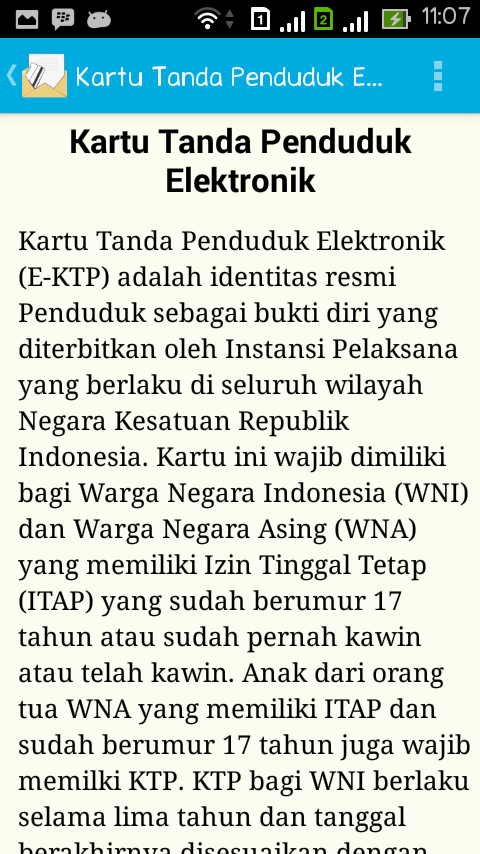 1
2
11:07
Kartu Tanda Penduduk E...
Kartu Tanda Penduduk
Elektronik
Kartu Tanda Penduduk Elektronik
(E-KTP) adalah identitas resmi
Penduduk sebagai bukti diri yang
diterbitkan oleh Instansi Pelaksana
yang berlaku di seluruh wilayah
Negara Kesatuan Republik
Indonesia. Kartu ini wajib dimiliki
bagi Warga Negara Indonesia (WNI)
dan Warga Negara Asing (WNA)
yang memiliki Izin Tinggal Tetap
(ITAP) yang sudah berumur 17
tahun atau sudah pernah kawin
atau telah kawin. Anak dari orang
tua WNA yang memiliki ITAP dan
sudah berumur 17 tahun juga wajib
memilki KTP. KTP bagi WNI berlaku
selama lima tahun dan tanggal
berakhirnya disesuaikan dengan